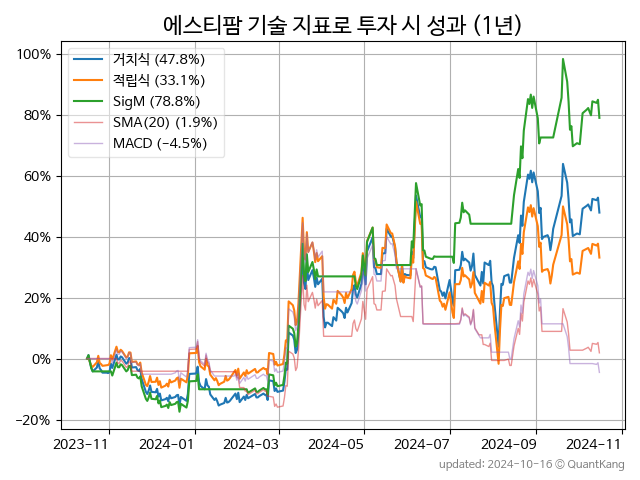 에스티팜 기술 지표로 투자 시 성과 (1년)
거치식 (47.8%)
적립식 (33.1%)
SigM (78.8%)
SMA(20) (1.9%)
MACD (−4.5%)
100%
80%
60%
40%
20%
0%
−20%
2023-11 2024-01 2024-03 2024-05 2024-07 2024-09 2024-11
updated: 2024-10-16 © QuantKang